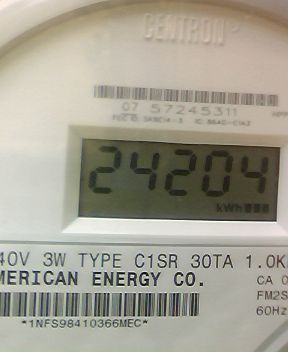 CENTRON®
07 57245311
24204
kWh
40V 3W TYPE C1SR 30TA 1.0K
MERICAN ENERGY CO.
CA 0
FM2S
60Hz
*1NFS98410366MEC*